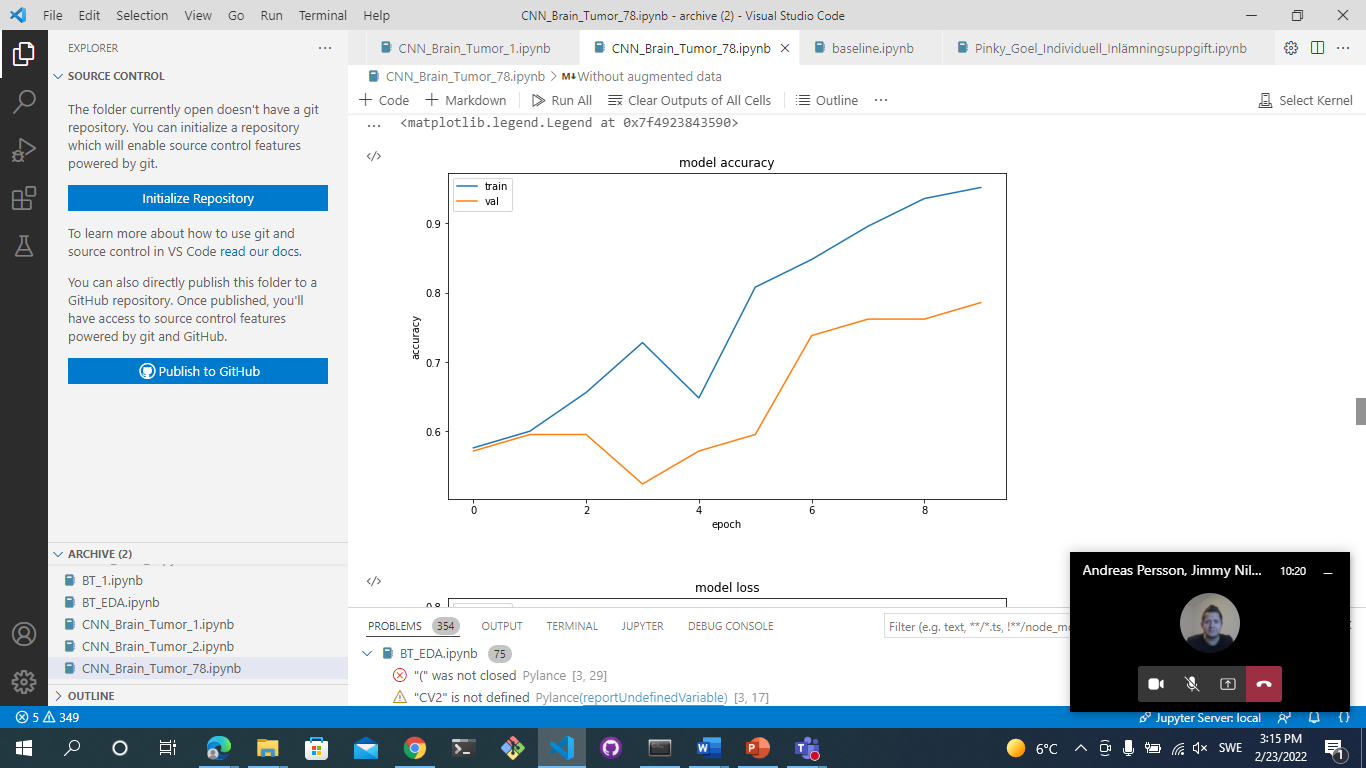 File Edit Selection View Go Run Terminal Help
CNN_Brain_Tumor_78.ipynb - archive (2) - Visual Studio Code
EXPLORER
SOURCE CONTROL
The folder currently open doesn't have a git
repository. You can initialize a repository
which will enable source control features
powered by git.
Initialize Repository
To learn more about how to use git and
source control in VS Code read our docs.
You can also directly publish this folder to a
GitHub repository. Once published, you'll
have access to source control features
powered by git and GitHub.
Publish to GitHub
ARCHIVE (2)
BT_1.ipynb
BT_EDA.ipynb
CNN_Brain_Tumor_1.ipynb
CNN_Brain_Tumor_2.ipynb
CNN_Brain_Tumor_78.ipynb
OUTLINE
CNN_Brain_Tumor_1.ipynb
CNN_Brain_Tumor_78.ipynb
baseline.ipynb
Pinky_Goel_Individuell_Inlämningsuppgift.ipynb
CNN_Brain_Tumor_78.ipynb > M Without augmented data
+ Code + Markdown Run All Clear Outputs of All Cells Outline ... Select Kernel
... <matplotlib.legend.Legend at 0x7f4923843590>
</>
model accuracy
train
val
0.9
0.8
0.7
0.6
accuracy
0 2 4 6 8
epoch
</>
model loss
0.8
PROBLEMS 354 OUTPUT TERMINAL JUPYTER DEBUG CONSOLE
Filter (e.g. text, **/*.ts, !**/node_mo
BT_EDA.ipynb 75
"(" was not closed Pylance [3, 29]
"CV2" is not defined Pylance(reportUndefinedVariable) [3, 17]
Andreas Persson, Jimmy Nil... 10:20
5 349
Jupyter Server: local
6°C
SWE
3:15 PM
2/23/2022
1